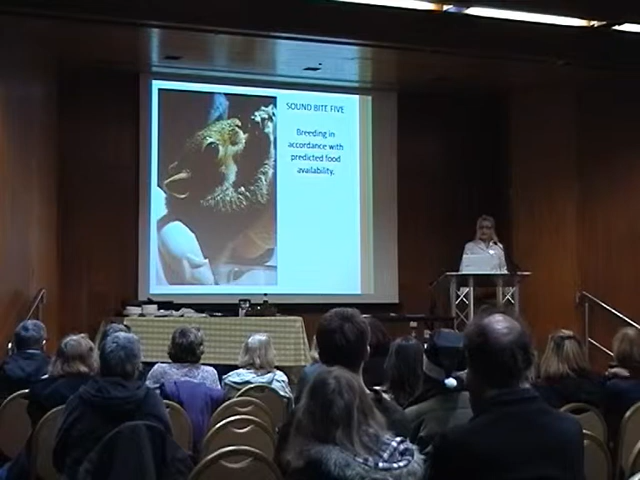 SOUND BITE FIVE
Breeding in
accordance with
predicted food
availability.